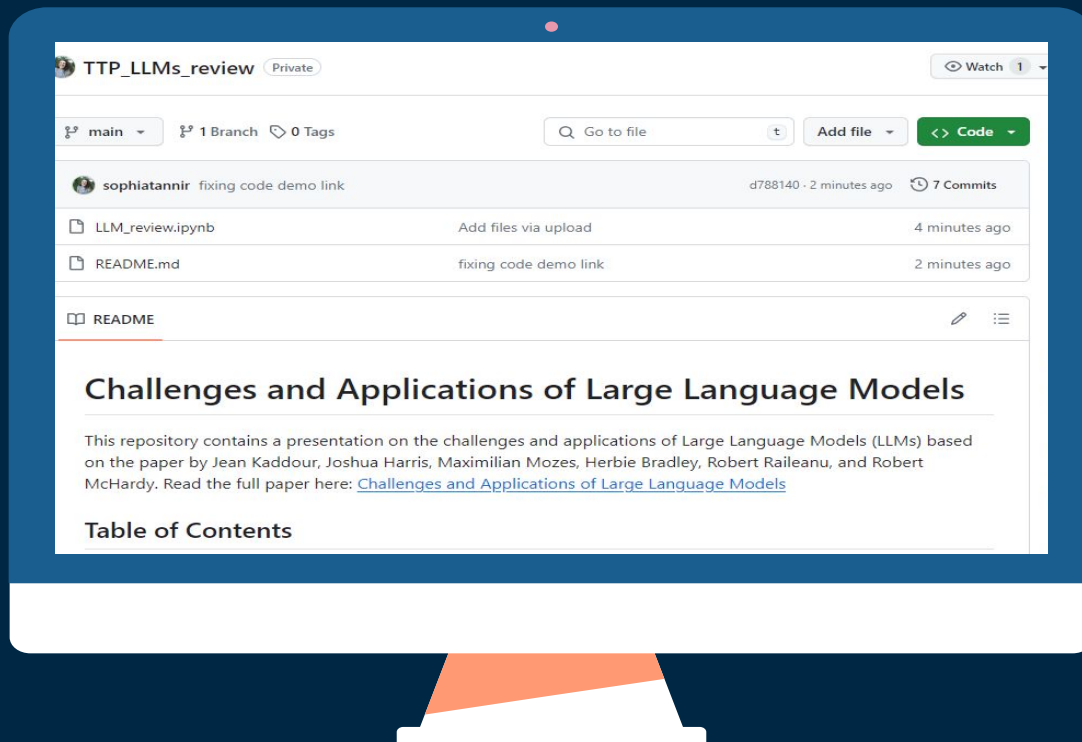 TTP_LLMs_review Private Watch 1
main 1 Branch 0 Tags Go to file t Add file <> Code
sophiatannir fixing code demo link d788140 · 2 minutes ago 7 Commits
LLM_review.ipynb Add files via upload 4 minutes ago
README.md fixing code demo link 2 minutes ago
README
Challenges and Applications of Large Language Models
This repository contains a presentation on the challenges and applications of Large Language Models (LLMs) based
on the paper by Jean Kaddour, Joshua Harris, Maximilian Mozes, Herbie Bradley, Robert Raileanu, and Robert
McHardy. Read the full paper here: Challenges and Applications of Large Language Models
Table of Contents